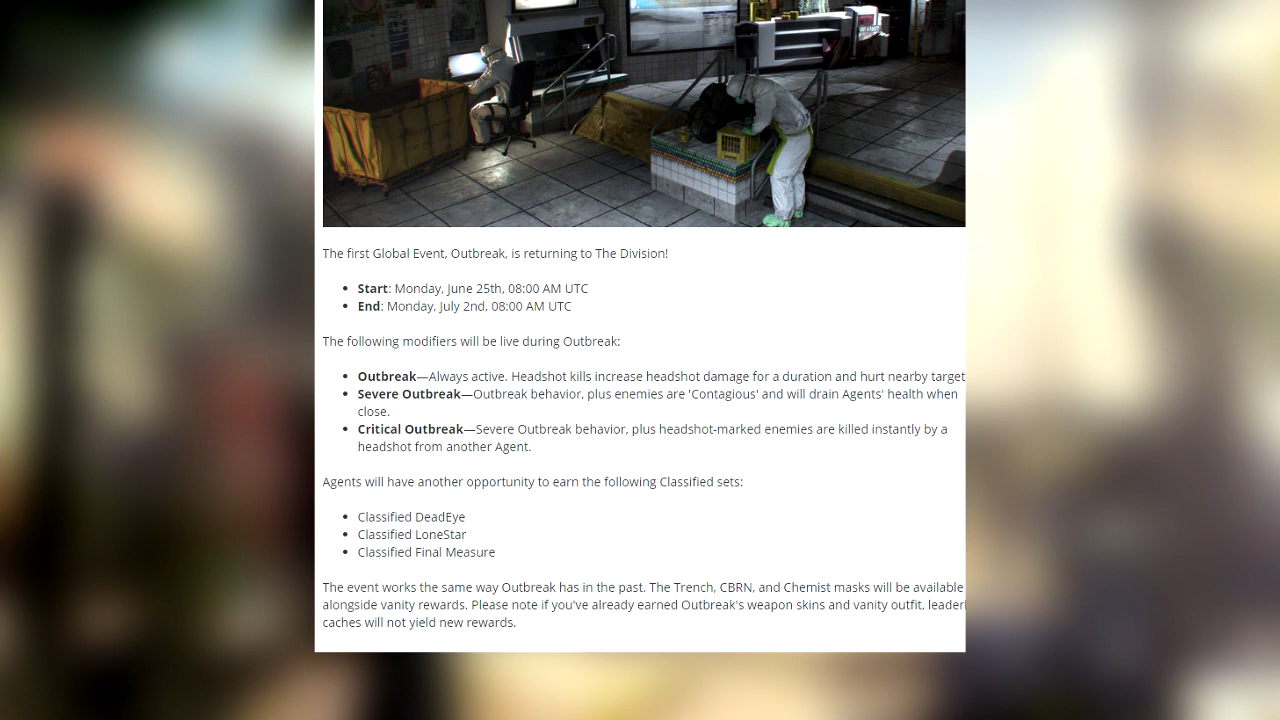 The first Global Event, Outbreak, is returning to The Division!
Start: Monday, June 25th, 08:00 AM UTC
End: Monday, July 2nd, 08:00 AM UTC
The following modifiers will be live during Outbreak:
Outbreak—Always active. Headshot kills increase headshot damage for a duration and hurt nearby target
Severe Outbreak—Outbreak behavior, plus enemies are 'Contagious' and will drain Agents' health when
close.
Critical Outbreak—Severe Outbreak behavior, plus headshot-marked enemies are killed instantly by a
headshot from another Agent.
Agents will have another opportunity to earn the following Classified sets:
Classified DeadEye
Classified LoneStar
Classified Final Measure
The event works the same way Outbreak has in the past. The Trench, CBRN, and Chemist masks will be available
alongside vanity rewards. Please note if you've already earned Outbreak's weapon skins and vanity outfit, leader
caches will not yield new rewards.